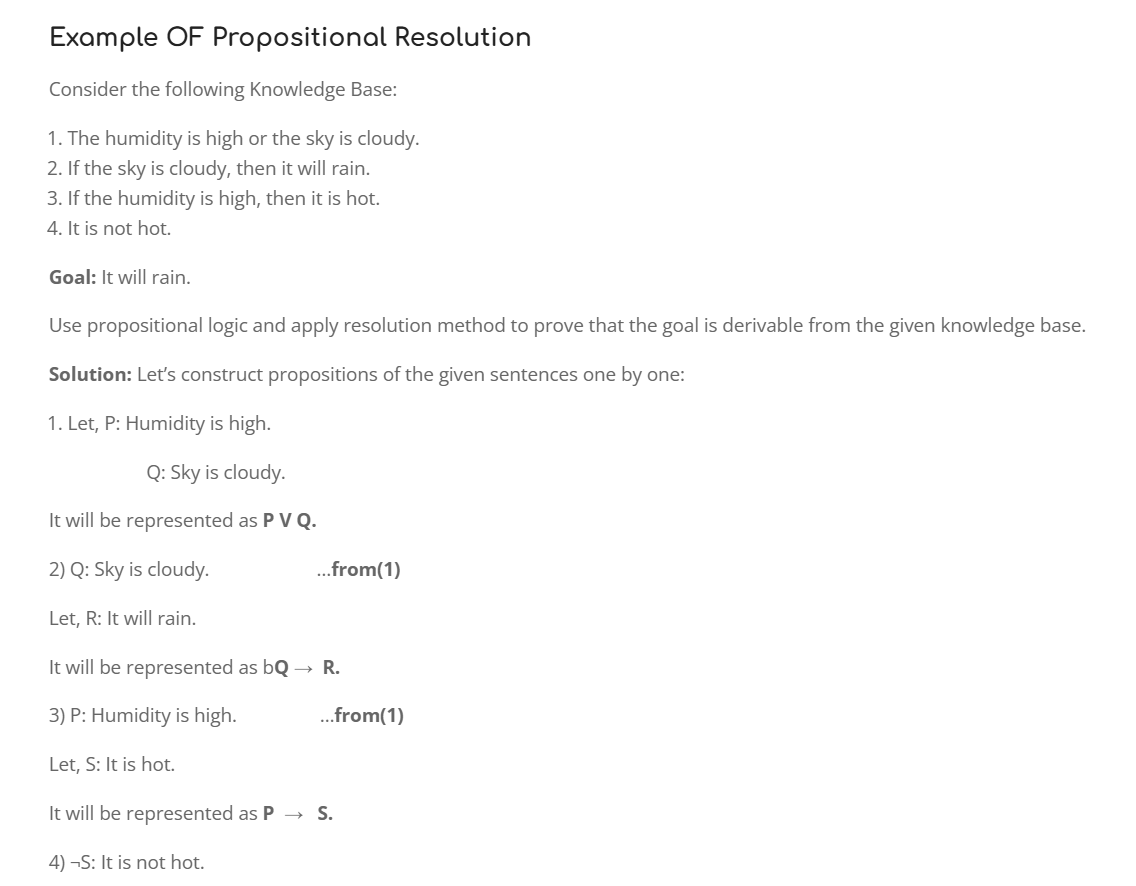 Example OF Propositional Resolution
Consider the following Knowledge Base:
1. The humidity is high or the sky is cloudy.
2. If the sky is cloudy, then it will rain.
3. If the humidity is high, then it is hot.
4. It is not hot.
Goal: It will rain.
Use propositional logic and apply resolution method to prove that the goal is derivable from the given knowledge base.
Solution: Let’s construct propositions of the given sentences one by one:
1. Let, P: Humidity is high.
Q: Sky is cloudy.
It will be represented as P V Q.
2) Q: Sky is cloudy. …from(1)
Let, R: It will rain.
It will be represented as bQ → R.
3) P: Humidity is high. …from(1)
Let, S: It is hot.
It will be represented as P → S.
4) ¬S: It is not hot.